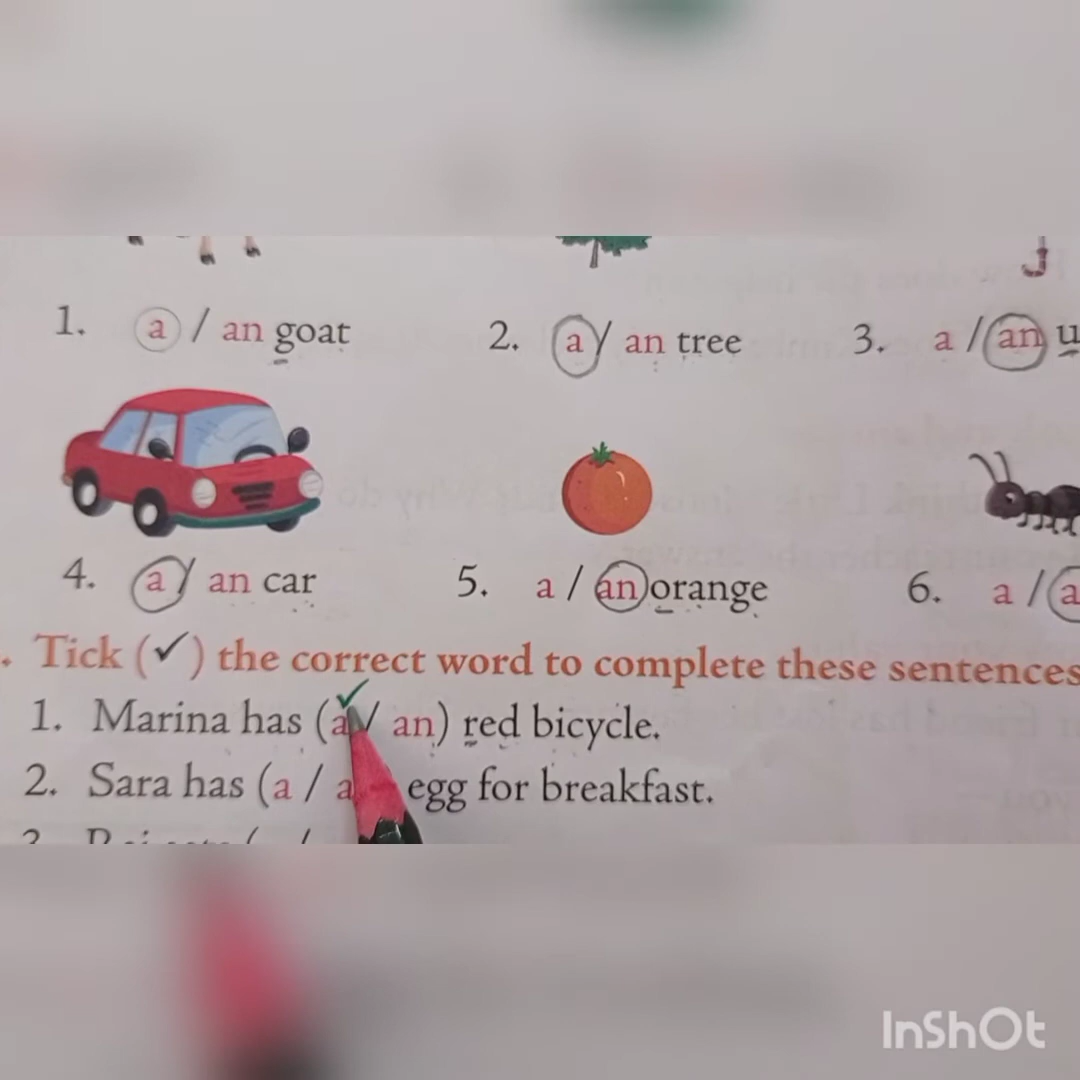 1. a / an goat 2. a / an tree 3. a / an u
4. a / an car 5. a / an orange 6. a / a
. Tick (✓) the correct word to complete these sentences
1. Marina has (a / an) red bicycle.
2. Sara has (a / a egg for breakfast.
InShOt